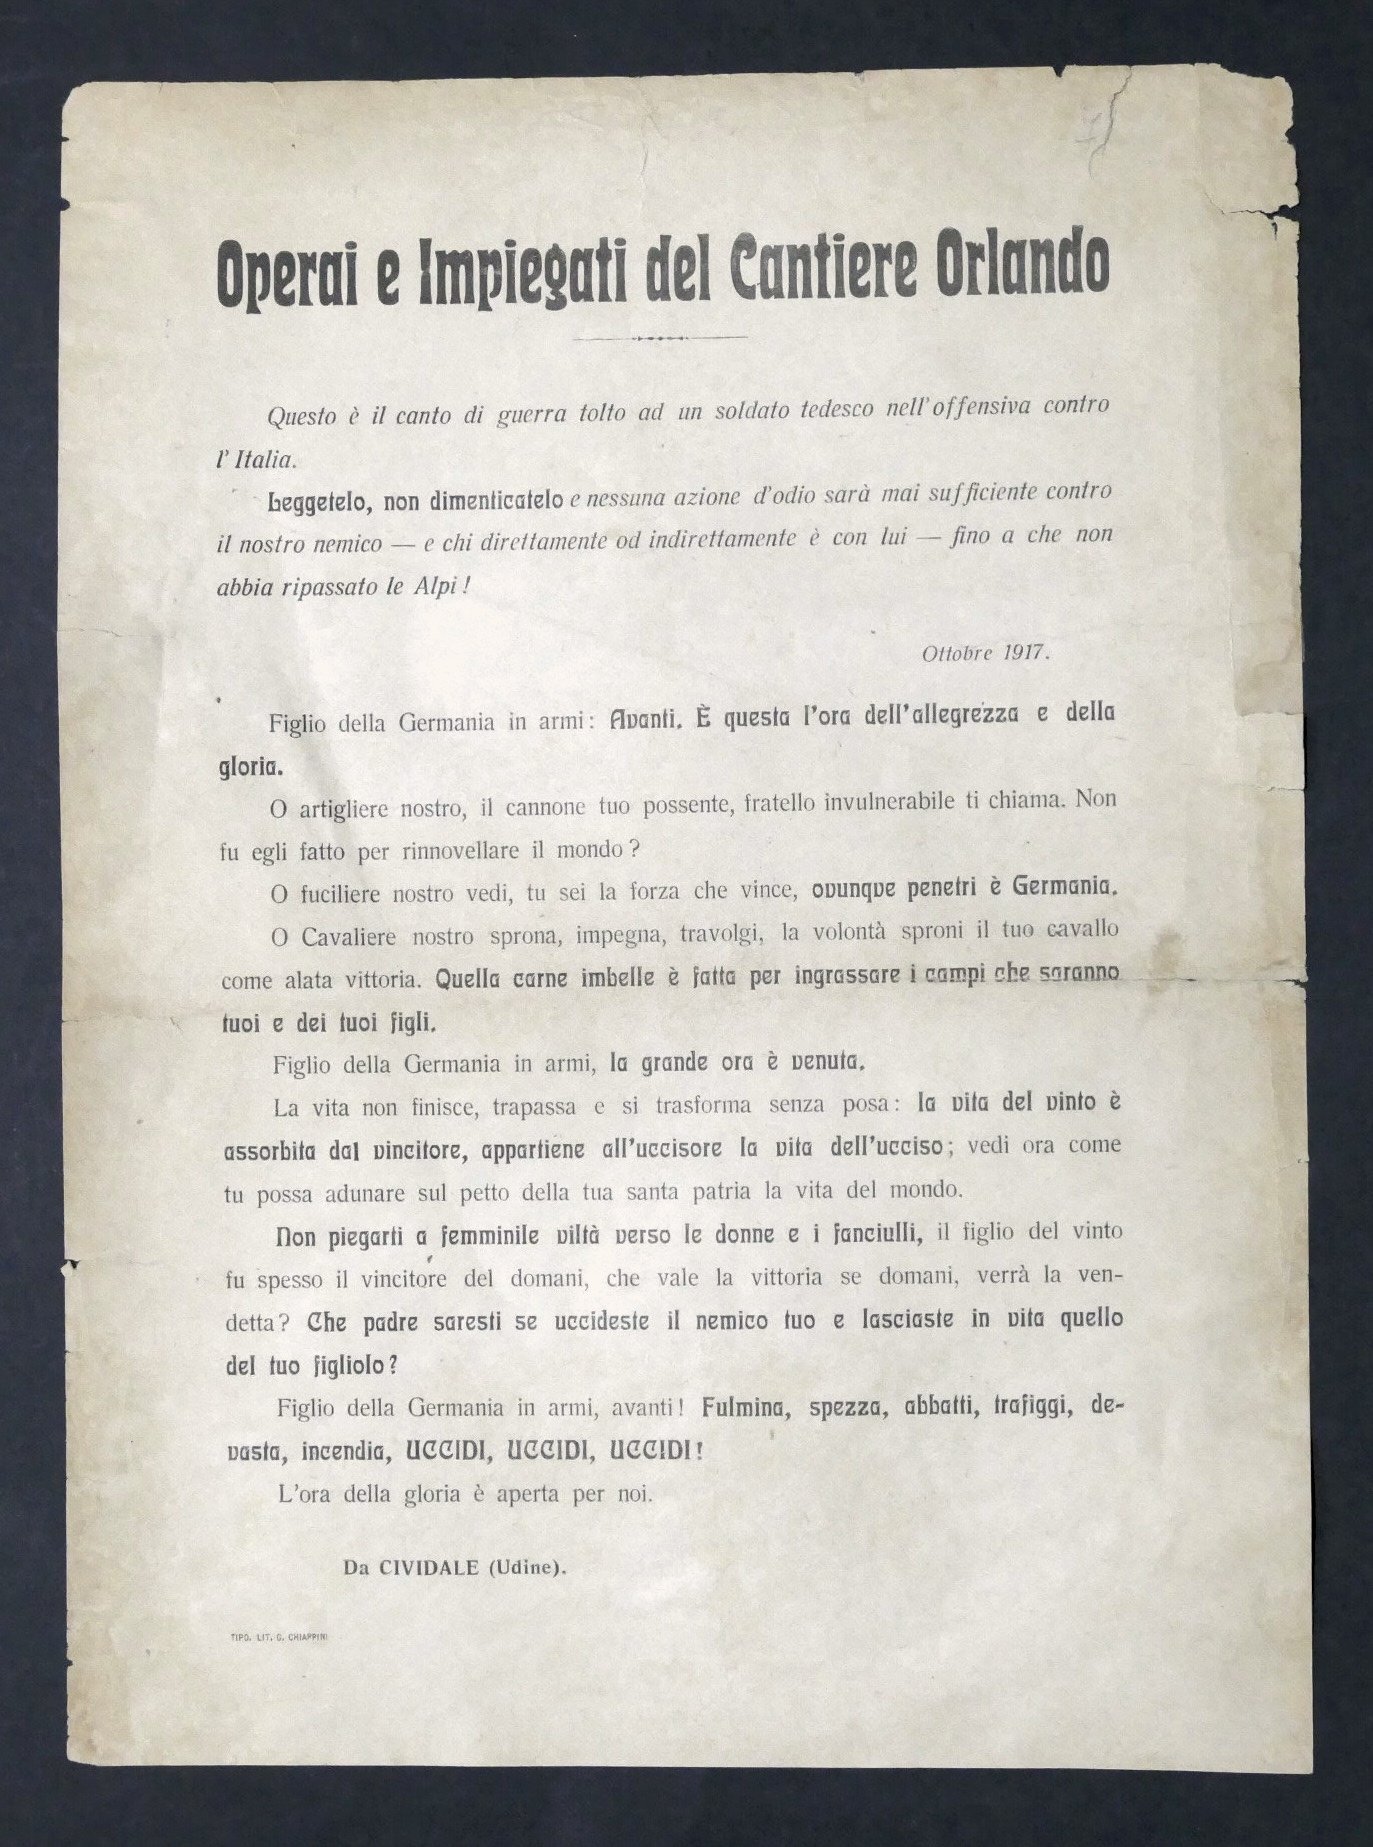 Operai e Impiegati del Cantiere Orlando
Questo è il canto di guerra tolto ad un soldato tedesco nell'offensiva contro
l'Italia.
Leggetelo, non dimenticatelo e nessuna azione d'odio sarà mai sufficiente contro
il nostro nemico — e chi direttamente od indirettamente è con lui — fino a che non
abbia ripassato le Alpi!
Ottobre 1917.
Figlio della Germania in armi: Avanti. È questa l'ora dell'allegrezza e della
gloria.
O artigliere nostro, il cannone tuo possente, fratello invulnerabile ti chiama. Non
fu egli fatto per rinnovellare il mondo?
O fuciliere nostro vedi, tu sei la forza che vince, ovunque penetri è Germania.
O Cavaliere nostro sprona, impegna, travolgi, la volontà sproni il tuo cavallo
come alata vittoria. Quella carne imbelle è fatta per ingrassare i campi che saranno
tuoi e dei tuoi figli.
Figlio della Germania in armi, la grande ora è venuta.
La vita non finisce, trapassa e si trasforma senza posa: la vita del vinto è
assorbita dal vincitore, appartiene all'uccisore la vita dell'ucciso; vedi ora come
tu possa adunare sul petto della tua santa patria la vita del mondo.
Non piegarti a femminile viltà verso le donne e i fanciulli, il figlio del vinto
fu spesso il vincitore del domani, che vale la vittoria se domani, verrà la ven-
detta? Che padre saresti se uccideste il nemico tuo e lasciaste in vita quello
del tuo figliolo?
Figlio della Germania in armi, avanti! Fulmina, spezza, abbatti, trafiggi, de-
vasta, incendia, UCCIDI, UCCIDI, UCCIDI!
L'ora della gloria è aperta per noi.
Da CIVIDALE (Udine).
TIPO. LIT. G. CHIAPPINI